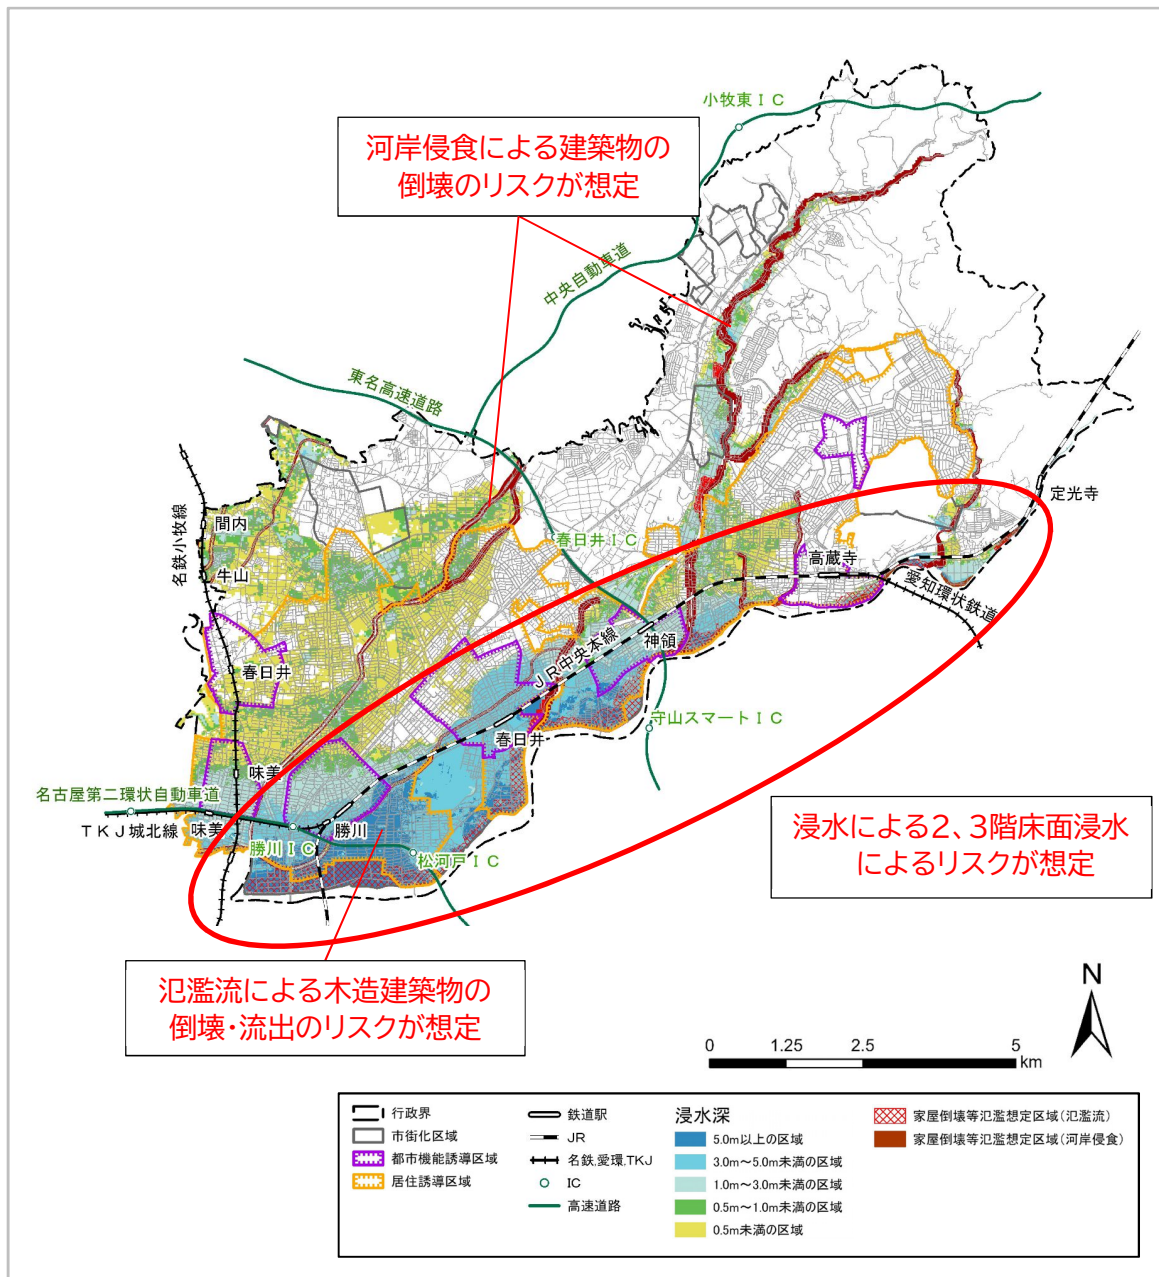 小牧東ＩＣ
河岸侵食による建築物の
倒壊のリスクが想定
中央自動車道
東名高速道路
名鉄小牧線
間内
牛山
春日井ＩＣ
定光寺
高蔵寺
愛知環状鉄道
ＪＲ中央本線
神領
春日井
守山スマートＩＣ
春日井
味美
名古屋第二環状自動車道
ＴＫＪ城北線
味美
勝川
勝川ＩＣ
松河戸ＩＣ
浸水による2、3階床面浸水
によるリスクが想定
氾濫流による木造建築物の
倒壊・流出のリスクが想定
N
0 1.25 2.5 5
km
行政界
市街化区域
都市機能誘導区域
居住誘導区域
鉄道駅
JR
名鉄,愛環,TKJ
IC
高速道路
浸水深
5.0m以上の区域
3.0m～5.0m未満の区域
1.0m～3.0m未満の区域
0.5m～1.0m未満の区域
0.5m未満の区域
家屋倒壊等氾濫想定区域(氾濫流)
家屋倒壊等氾濫想定区域(河岸侵食)